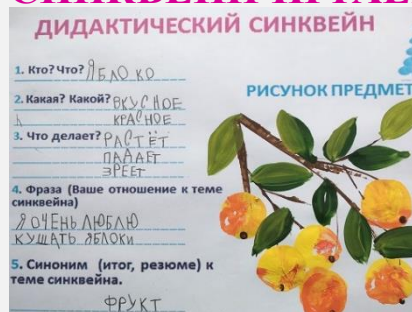 ДИДАКТИЧЕСКИЙ СИНКВЕЙН
1. Кто? Что? ЯБЛОКО
РИСУНОК ПРЕДМЕТ
2. Какая? Какой? ВКУСНОЕ
КРАСНОЕ
3. Что делает? РАСТЁТ
ПАДАЕТ
ЗРЕЕТ
4. Фраза (Ваше отношение к теме
синквейна)
Я ОЧЕНЬ ЛЮБЛЮ
КУШАТЬ ЯБЛОКИ
5. Синоним (итог, резюме) к
теме синквейна.
ФРУКТ